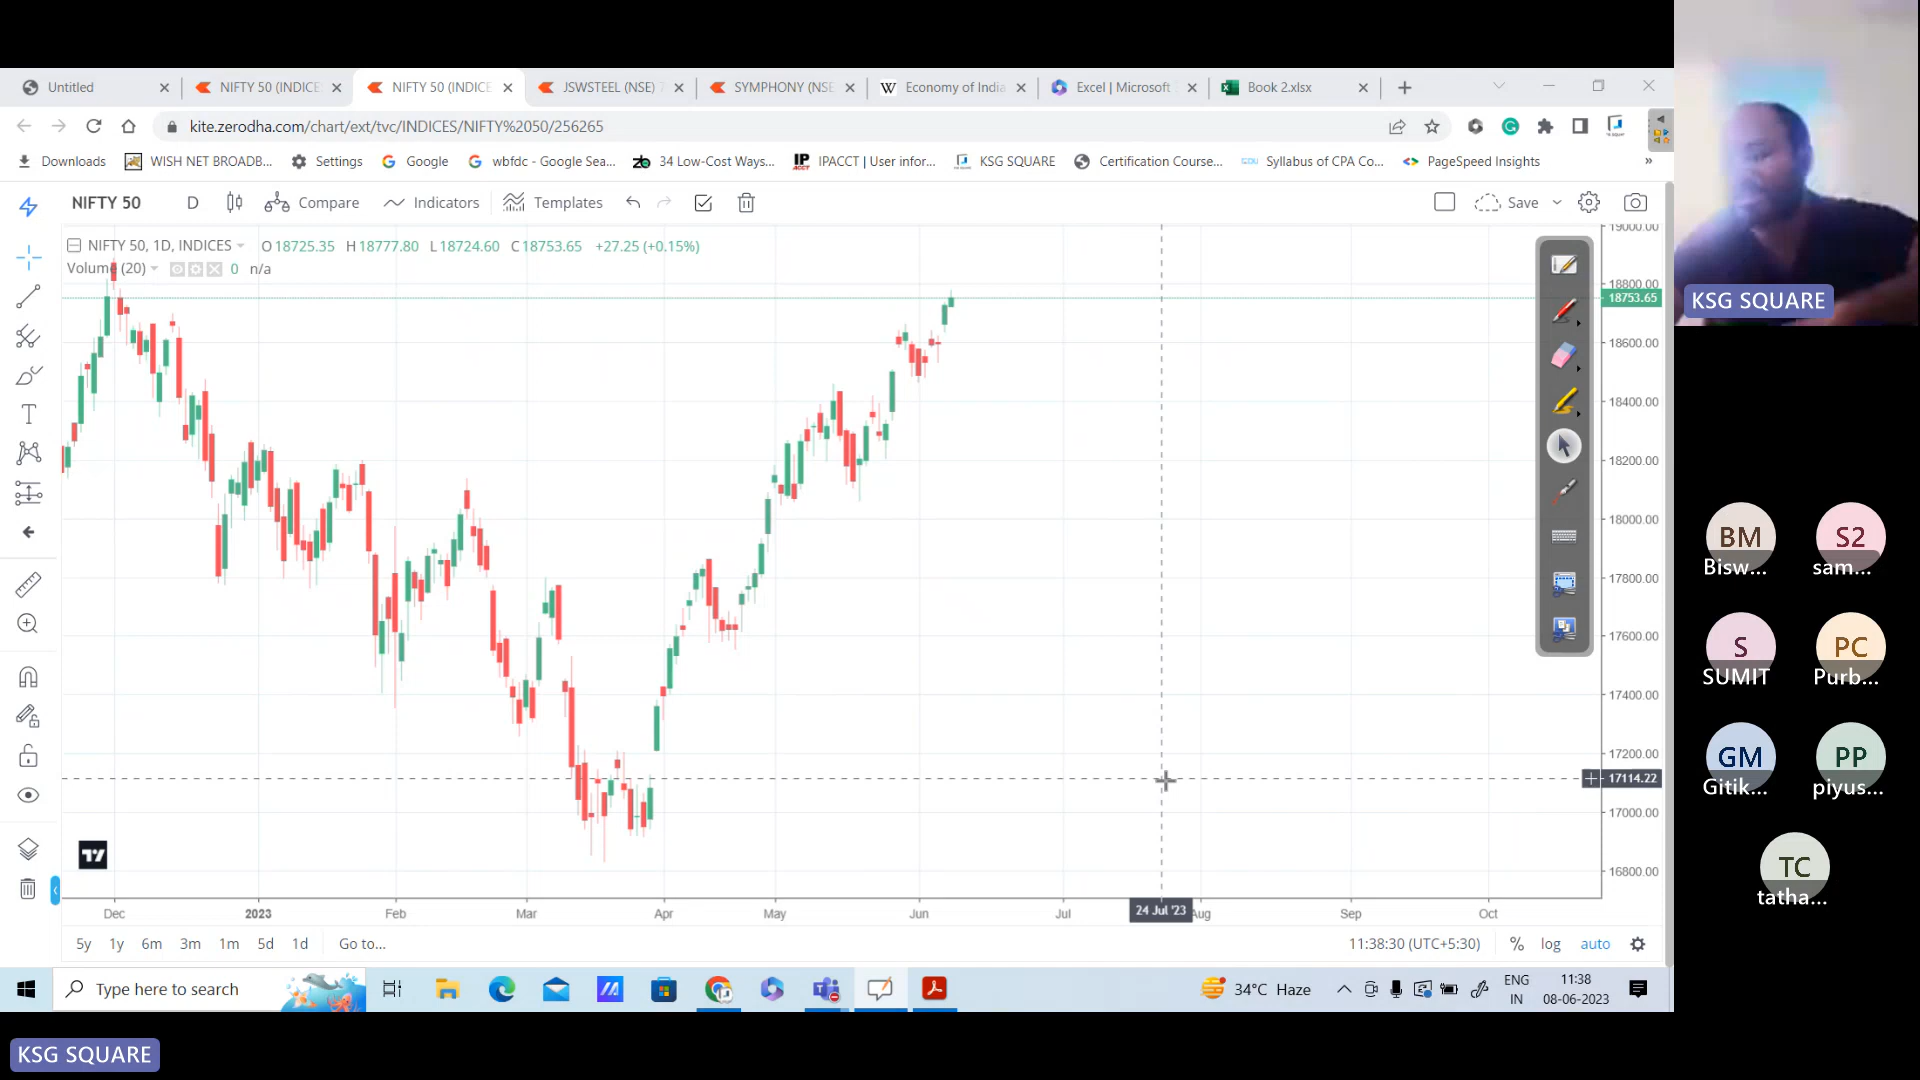 Untitled
NIFTY 50 (INDICE
NIFTY 50 (INDICE
JSWSTEEL (NSE) 7
SYMPHONY (NSE
Economy of India
Excel | Microsoft
Book 2.xlsx
kite.zerodha.com/chart/ext/tvc/INDICES/NIFTY%2050/256265
Downloads
WISH NET BROADB...
Settings
Google
wbfdc - Google Sea...
34 Low-Cost Ways...
IPACCT | User infor...
KSG SQUARE
Certification Course...
Syllabus of CPA Co...
PageSpeed Insights
»
NIFTY 50 D Compare Indicators Templates Save
NIFTY 50, 1D, INDICES O18725.35 H18777.80 L18724.60 C18753.65 +27.25 (+0.15%)
Volume (20) 0 n/a
19000.00
18800.00
18753.65
18600.00
18400.00
18200.00
18000.00
17800.00
17600.00
17400.00
17200.00
17114.22
17000.00
16800.00
Dec 2023 Feb Mar Apr May Jun Jul 24 Jul '23 Aug Sep Oct
5y 1y 6m 3m 1m 5d 1d Go to... 11:38:30 (UTC+5:30) % log auto
Type here to search
34°C Haze
ENG
IN
11:38
08-06-2023
KSG SQUARE
BM
Bisw...
S2
sam...
S
SUMIT
PC
Purb...
GM
Gitik...
PP
piyus...
TC
tatha...
KSG SQUARE